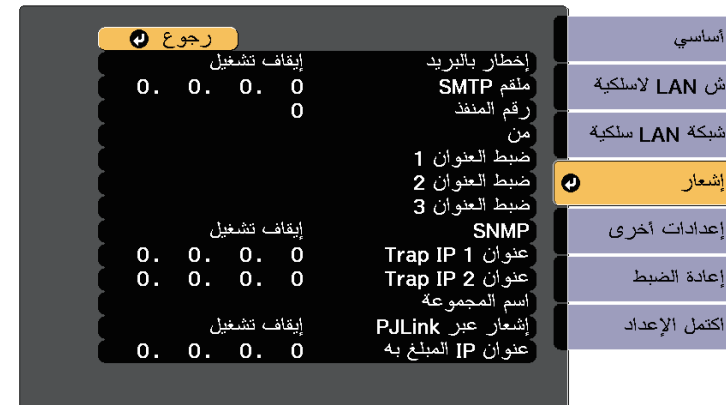 أساسي
ش LAN لاسلكية
شبكة LAN سلكية
إشعار
إعدادات أخرى
إعادة الضبط
اكتمل الإعداد
رجوع
إخطار بالبريد إيقاف تشغيل
ملقم SMTP 0. 0. 0. 0
رقم المنفذ 0
من
ضبط العنوان 1
ضبط العنوان 2
ضبط العنوان 3
SNMP إيقاف تشغيل
عنوان Trap IP 1 0. 0. 0. 0
عنوان Trap IP 2 0. 0. 0. 0
اسم المجموعة
إشعار عبر PJLink إيقاف تشغيل
عنوان IP المبلغ به 0. 0. 0. 0